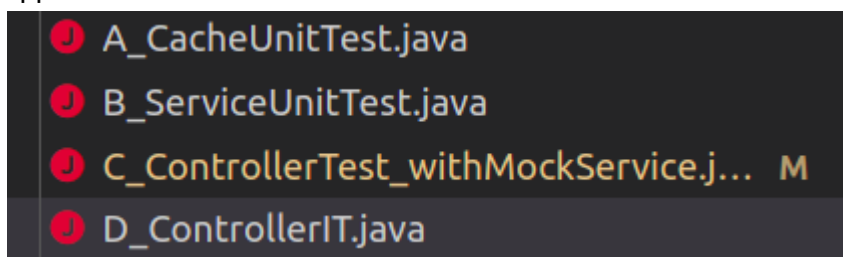 J A_CacheUnitTest.java
J B_ServiceUnitTest.java
J C_ControllerTest_withMockService.j... M
J D_ControllerIT.java